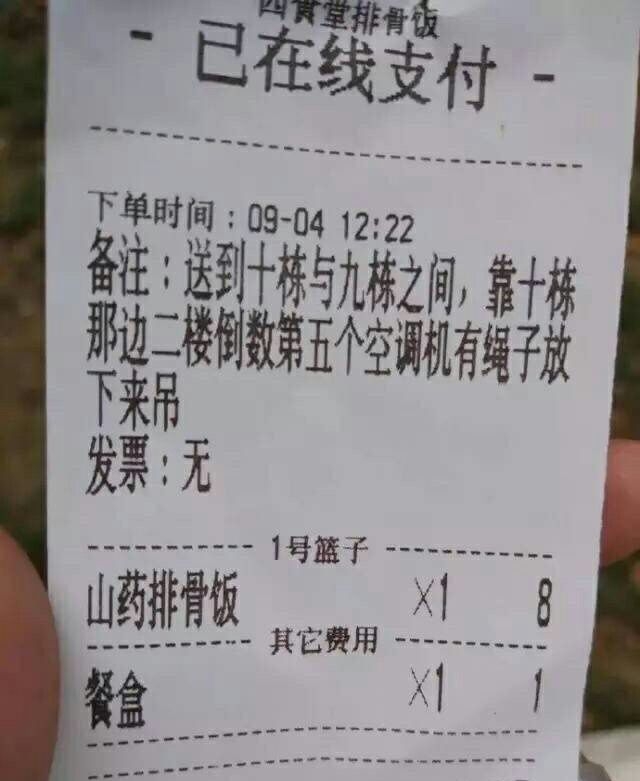 四食堂排骨饭
- 已在线支付 -
下单时间：09-04 12:22
备注：送到十栋与九栋之间，靠十栋
那边二楼倒数第五个空调机有绳子放
下来吊
发票：无
1号篮子
山药排骨饭 X1 8
其它费用
餐盒 X1 1